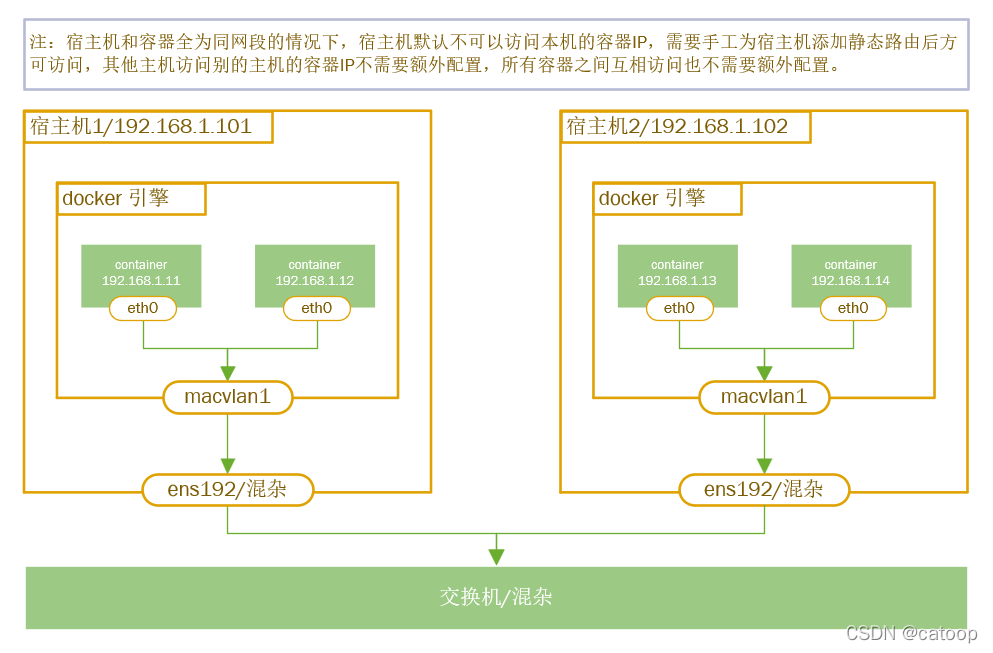 注：宿主机和容器全为同网段的情况下，宿主机默认不可以访问本机的容器IP，需要手工为宿主机添加静态路由后方
可访问，其他主机访问别的主机的容器IP不需要额外配置，所有容器之间互相访问也不需要额外配置。
宿主机1/192.168.1.101
docker 引擎
container
192.168.1.11
eth0
container
192.168.1.12
eth0
macvlan1
ens192/混杂
宿主机2/192.168.1.102
docker 引擎
container
192.168.1.13
eth0
container
192.168.1.14
eth0
macvlan1
ens192/混杂
交换机/混杂
CSDN @catoop